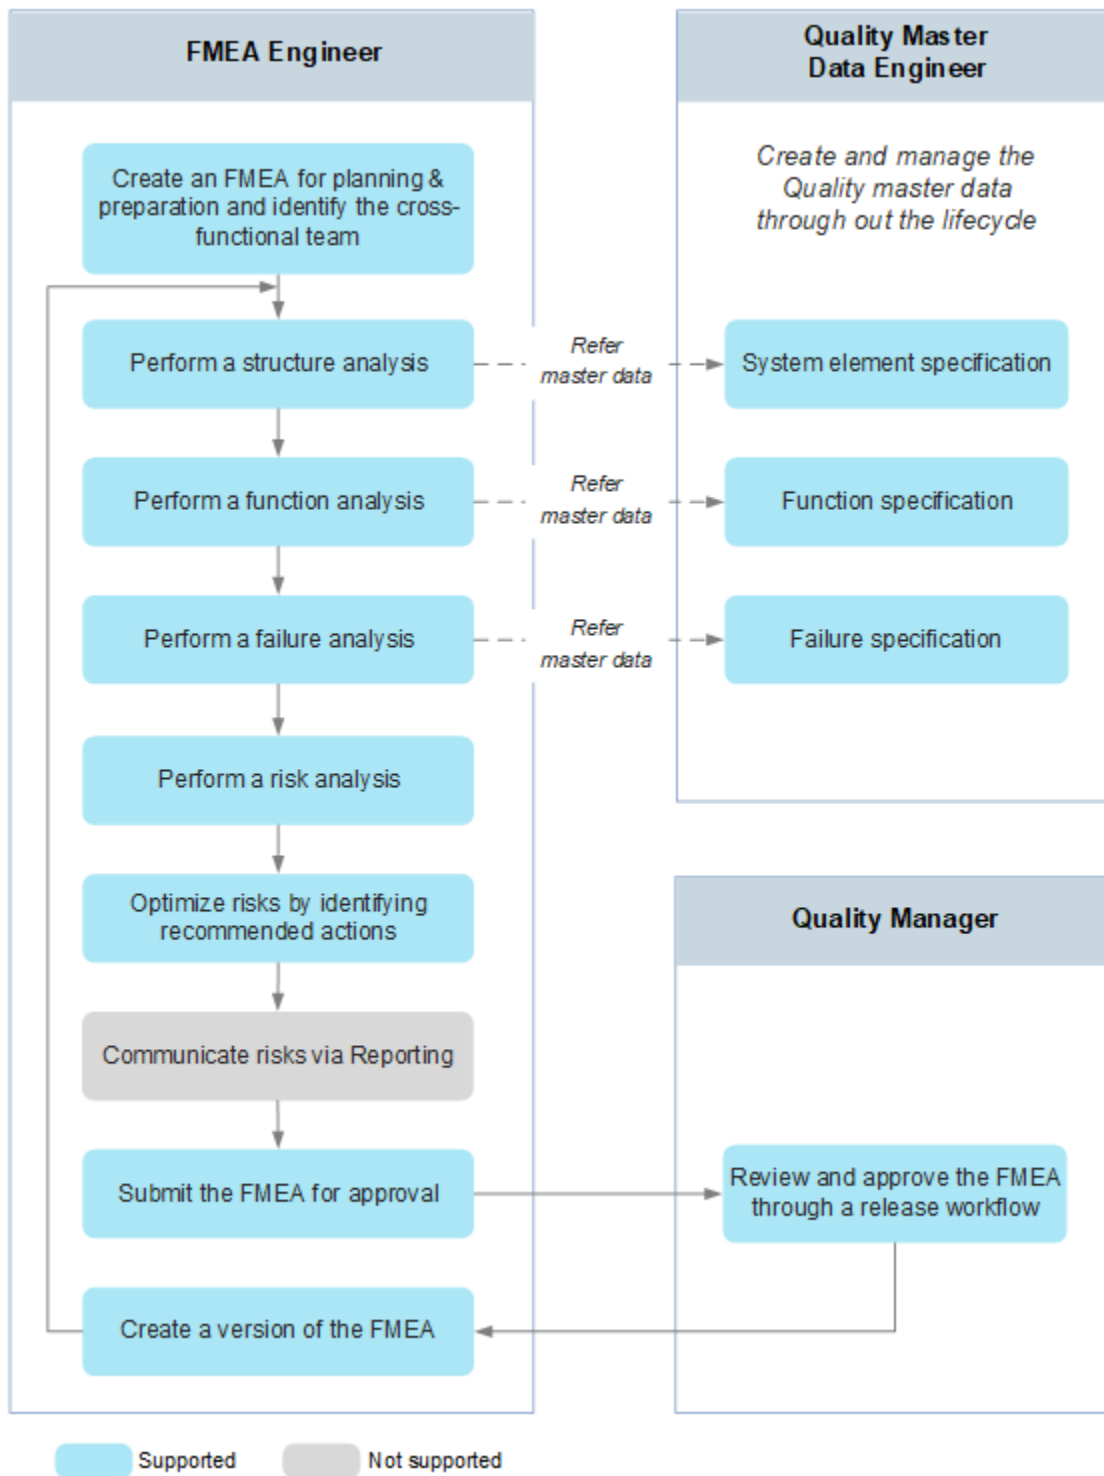 FMEA Engineer
Create an FMEA for planning &
preparation and identify the cross-
functional team
Perform a structure analysis
Perform a function analysis
Perform a failure analysis
Perform a risk analysis
Optimize risks by identifying
recommended actions
Communicate risks via Reporting
Submit the FMEA for approval
Create a version of the FMEA
Refer
master data
Refer
master data
Refer
master data
Quality Master
Data Engineer
Create and manage the
Quality master data
through out the lifecycle
System element specification
Function specification
Failure specification
Quality Manager
Review and approve the FMEA
through a release workflow
Supported
Not supported